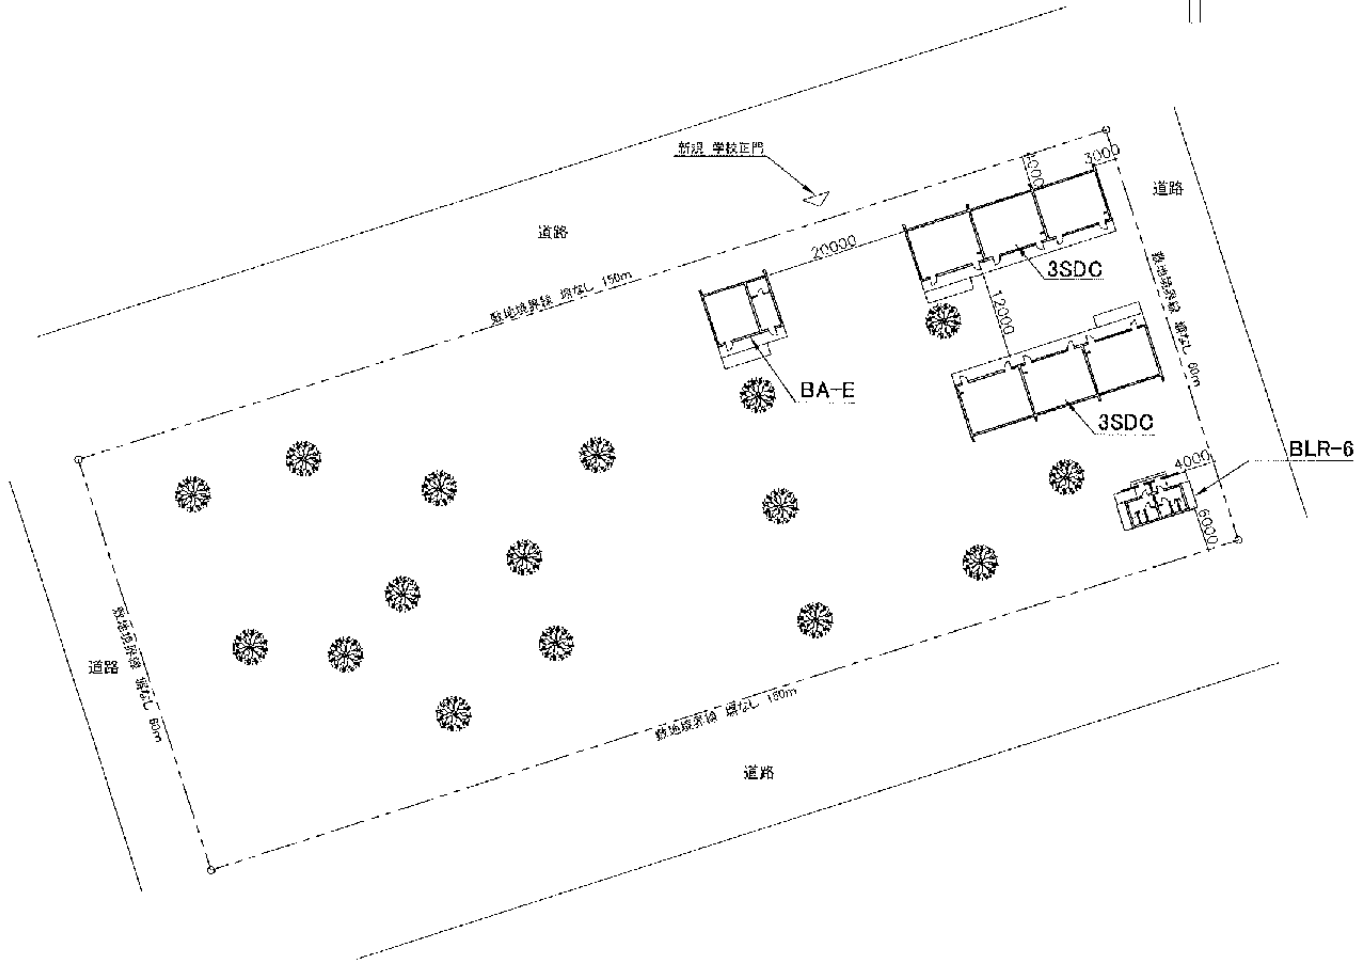 新規 学校正門
3000
道路
道路
20000
3SDC
敷地境界線 塀なし 60m
敷地境界線 塀なし 150m
12000
BA-E
3SDC
BLR-6
4000
6000
敷地境界線 塀なし 60m
道路
敷地境界線 塀なし 150m
道路